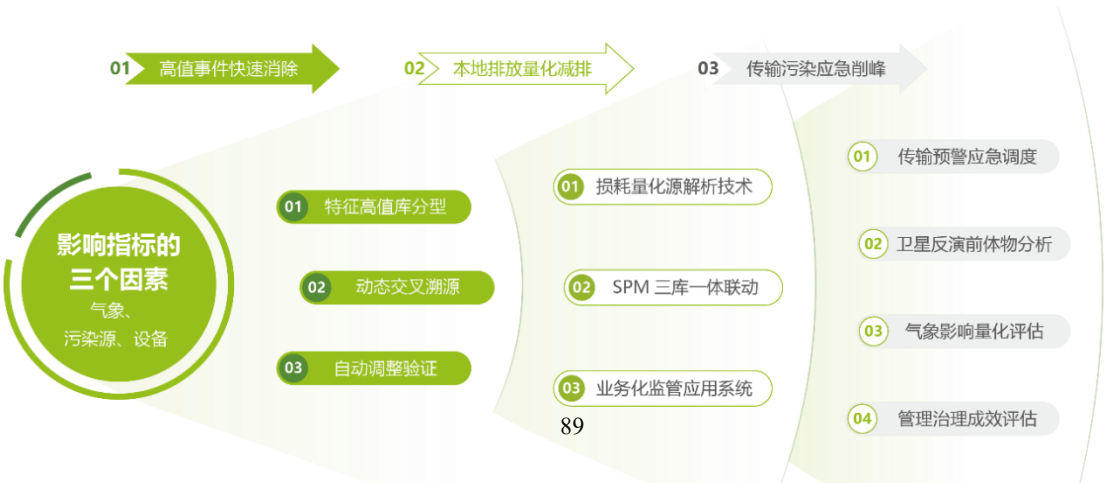 01 高值事件快速消除
02 本地排放量化减排
03 传输污染应急削峰
影响指标的
三个因素
气象、
污染源、设备
01 特征高值库分型
02 动态交叉溯源
03 自动调整验证
01 损耗量化源解析技术
02 SPM 三库一体联动
03 业务化监管应用系统
89
01 传输预警应急调度
02 卫星反演前体物分析
03 气象影响量化评估
04 管理治理成效评估